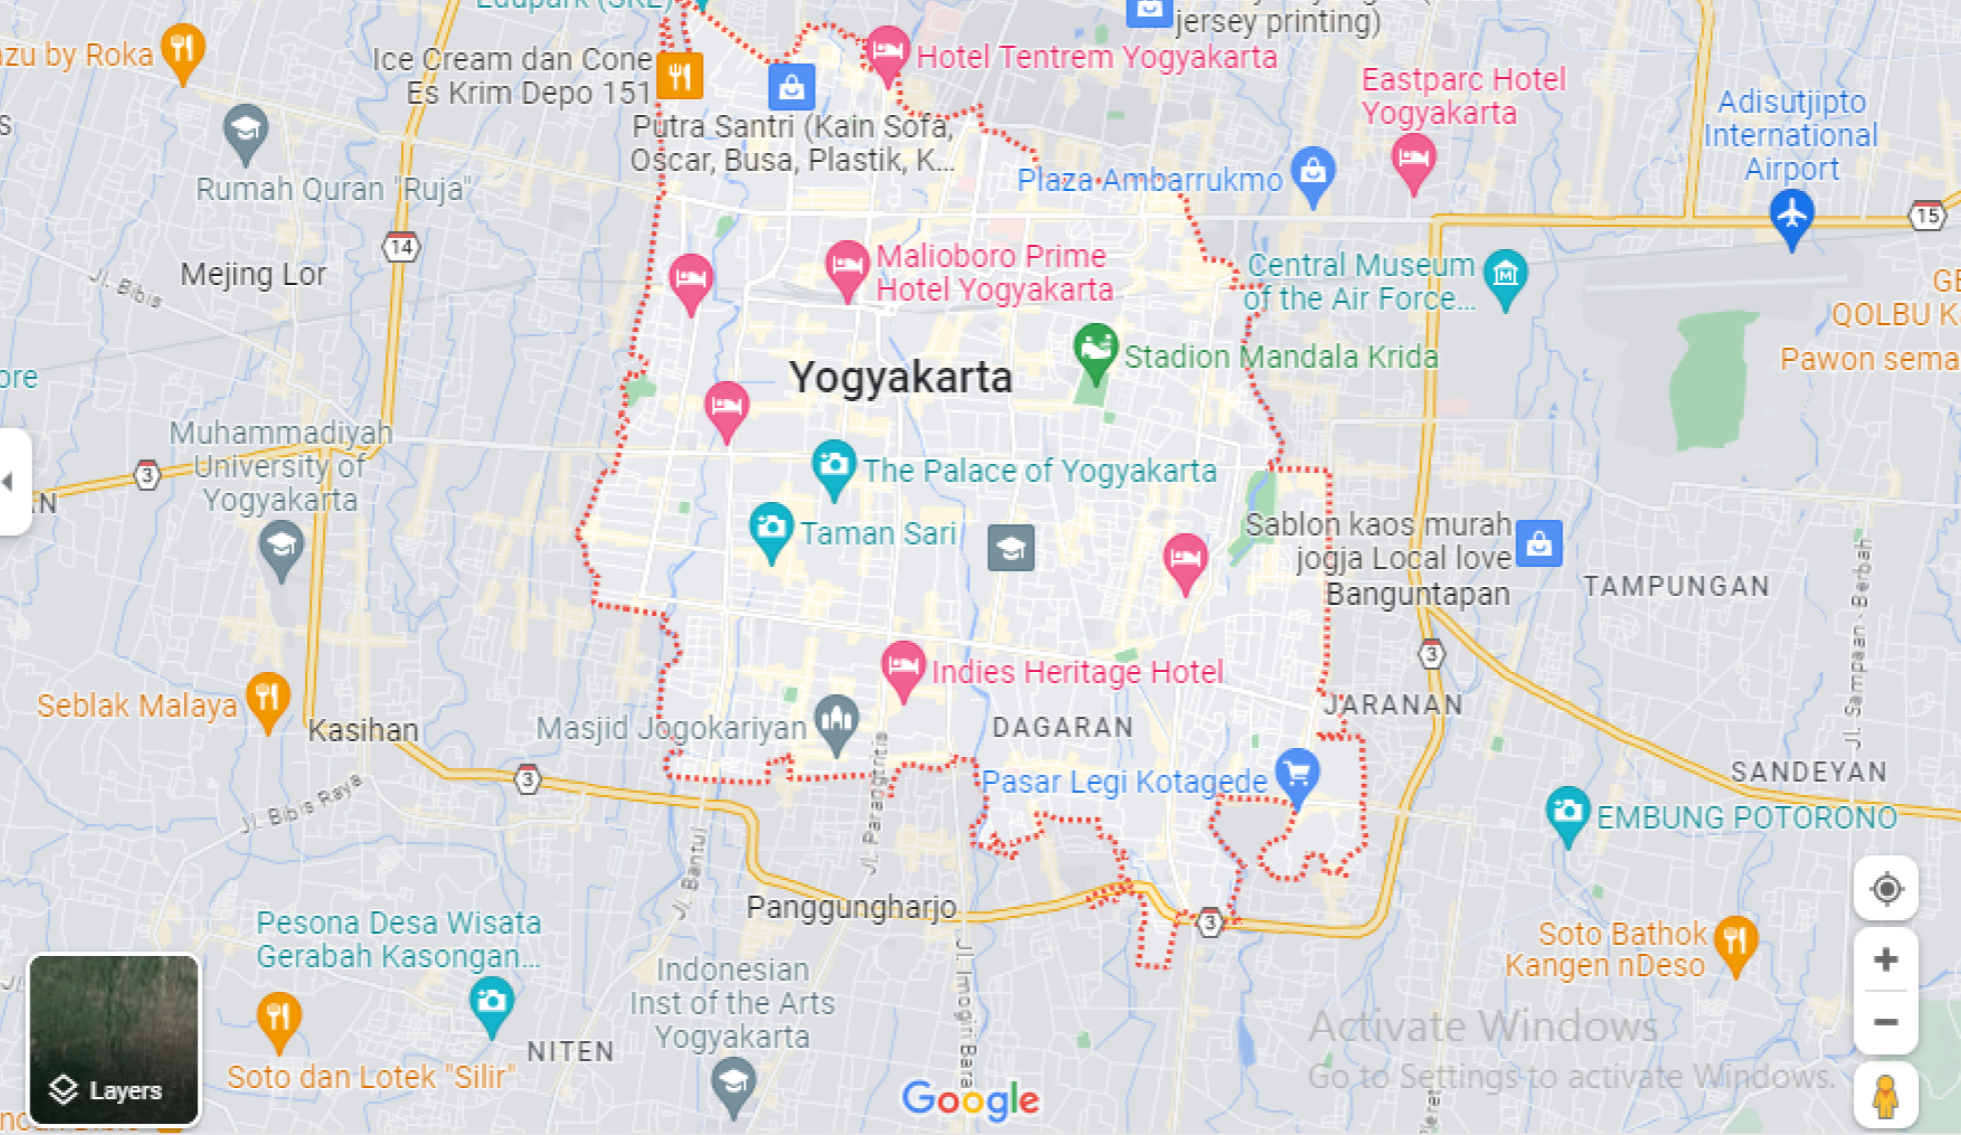 Edupark (SKE)
jersey printing)
azu by Roka
Ice Cream dan Cone
Es Krim Depo 151
Hotel Tentrem Yogyakarta
Eastparc Hotel
Yogyakarta
Adisutjipto
International
Airport
Putra Santri (Kain Sofa,
Oscar, Busa, Plastik, K...
Rumah Quran "Ruja"
Plaza Ambarrukmo
15
14
Mejing Lor
Jl. Bibis
Malioboro Prime
Hotel Yogyakarta
Central Museum
of the Air Force...
GE
QOLBU K
Pawon sema
Stadion Mandala Krida
Yogyakarta
ore
Muhammadiyah
University of
Yogyakarta
3
AN
The Palace of Yogyakarta
Taman Sari
Sablon kaos murah
jogja Local love
Banguntapan
TAMPUNGAN
Jl. Sampaan - Berbah
3
Indies Heritage Hotel
Seblak Malaya
Kasihan
Masjid Jogokariyan
DAGARAN
JARANAN
Jl. Parangtritis
3
Pasar Legi Kotagede
SANDEYAN
EMBUNG POTORONO
Jl. Bibis Raya
Jl. Bantul
Panggungharjo
3
Pesona Desa Wisata
Gerabah Kasongan...
Jl. Imogiri Bara
Indonesian
Inst of the Arts
Yogyakarta
Soto Bathok
Kangen nDeso
NITEN
Soto dan Lotek "Silir"
Layers
Google
Activate Windows
Go to Settings to activate Windows.